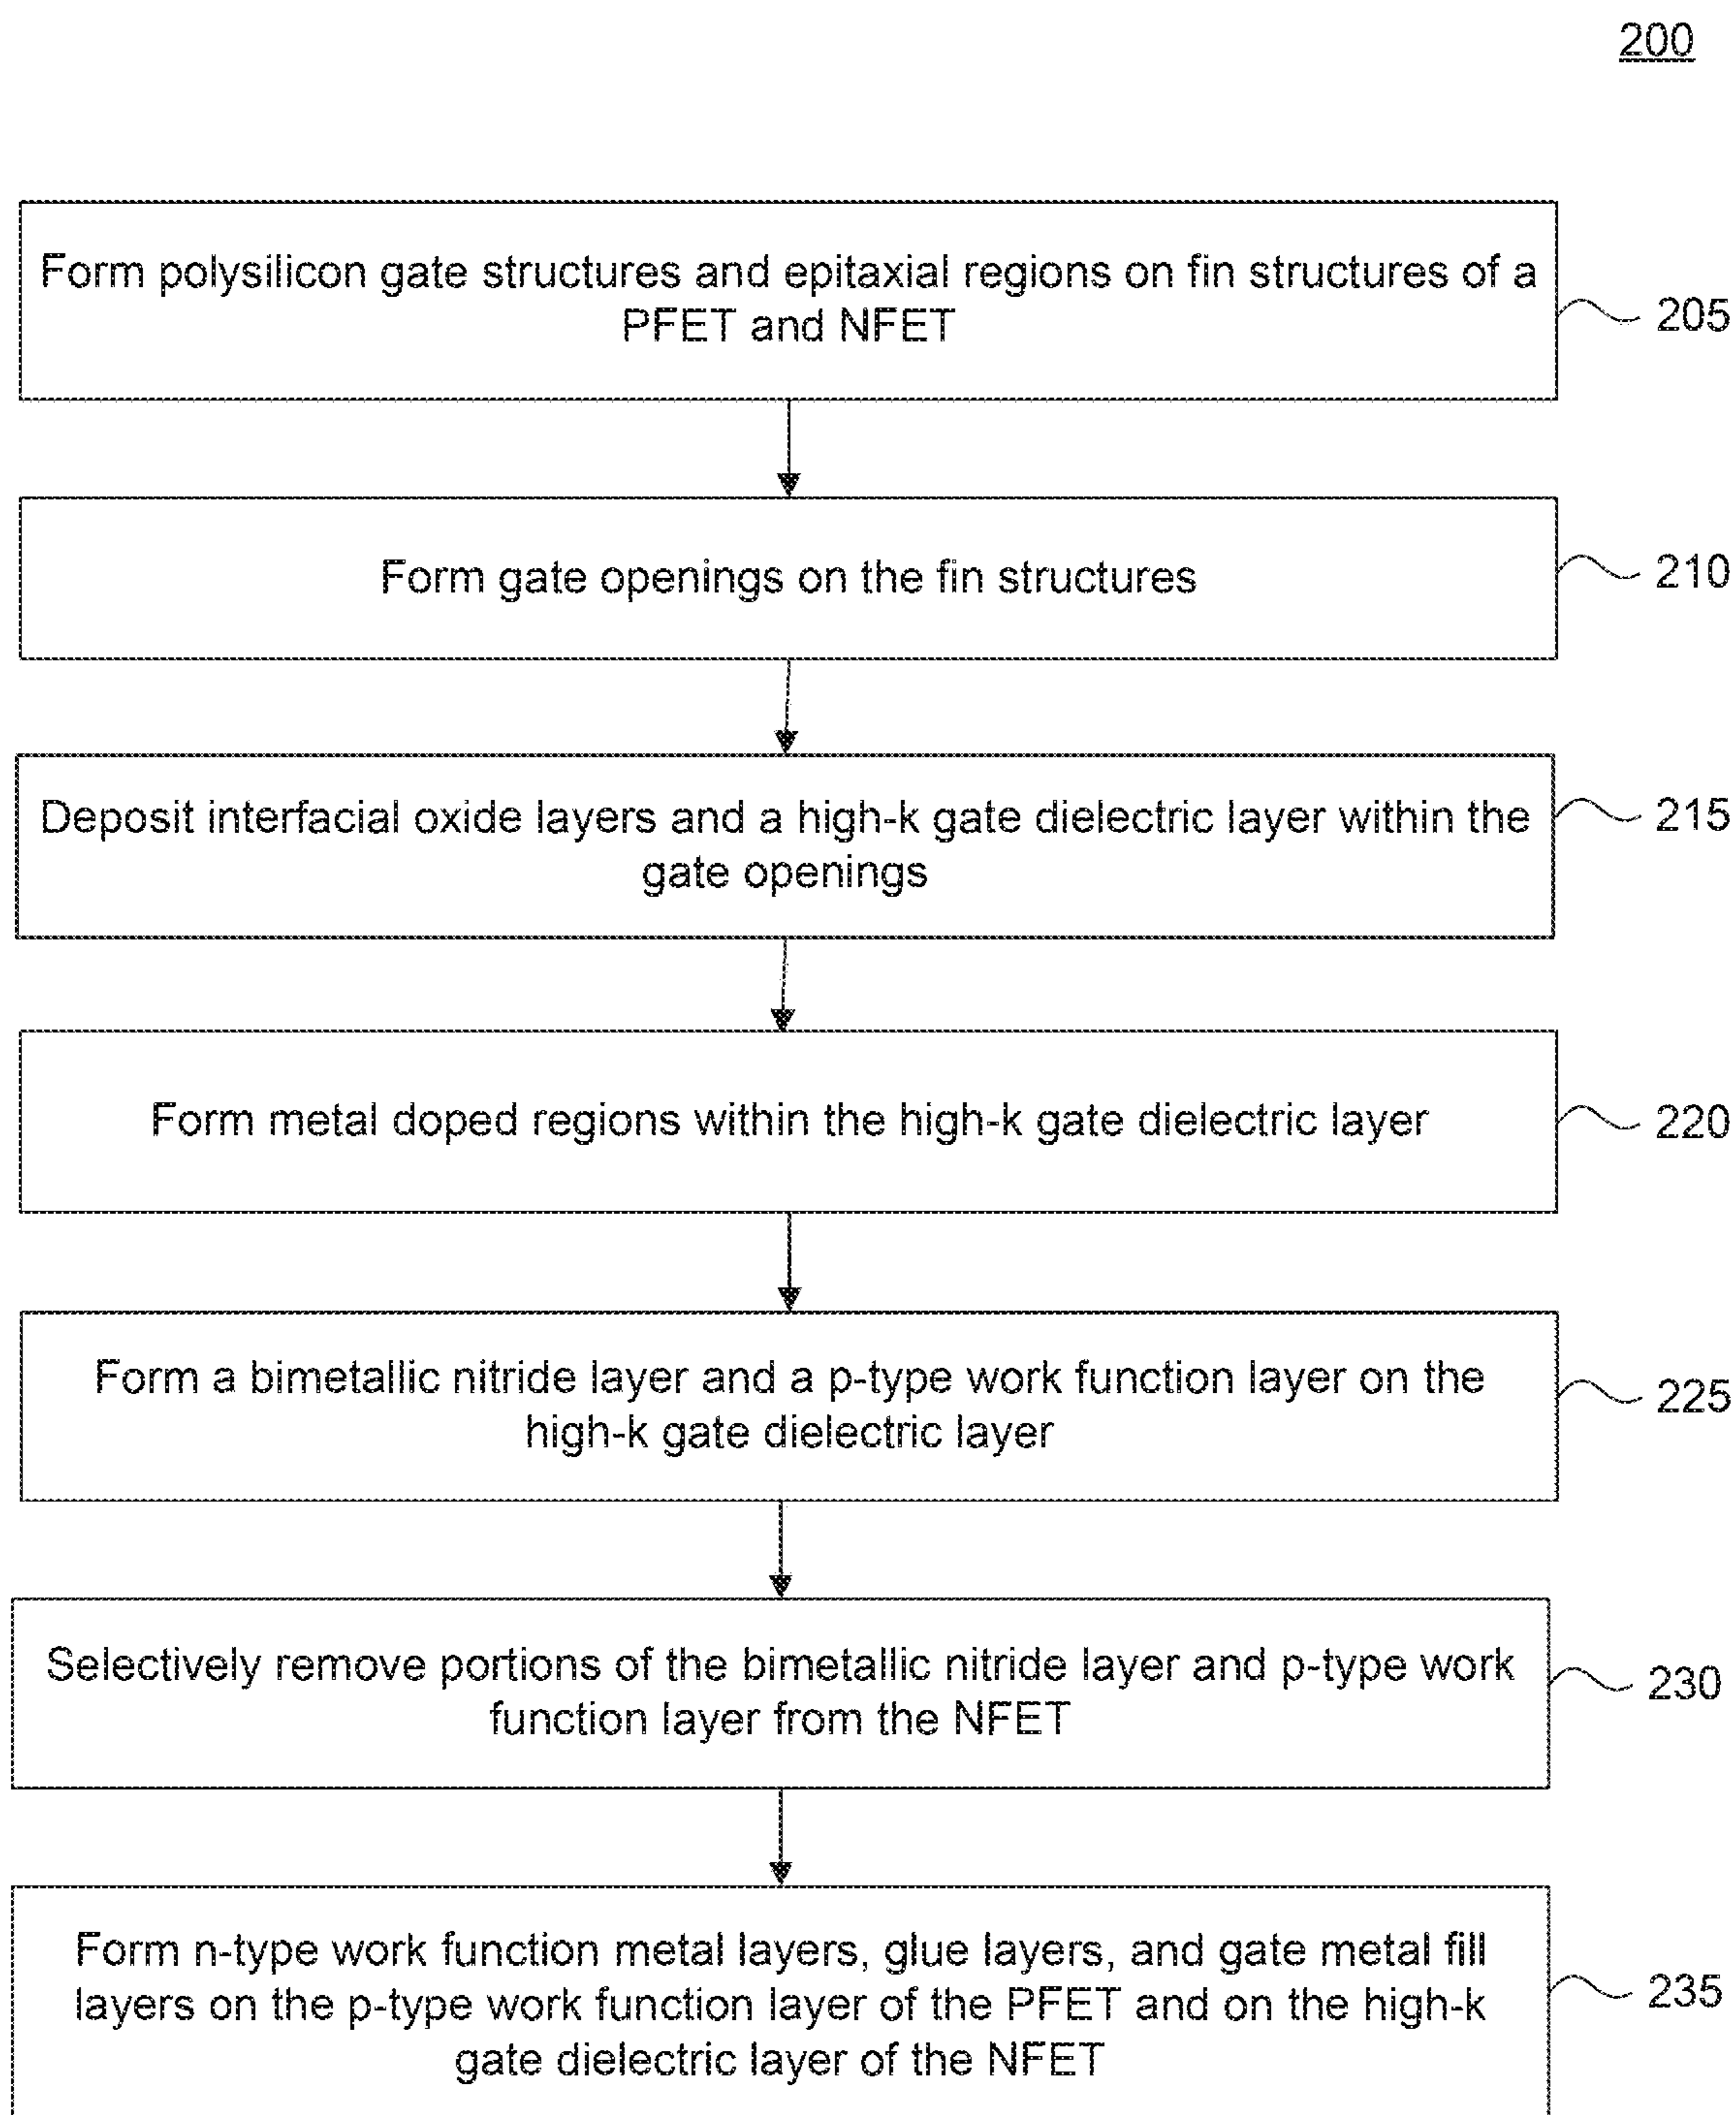 200
Form polysilicon gate structures and epitaxial regions on fin structures of a
PFET and NFET
205
Form gate openings on the fin structures
210
Deposit interfacial oxide layers and a high-k gate dielectric layer within the
gate openings
215
Form metal doped regions within the high-k gate dielectric layer
220
Form a bimetallic nitride layer and a p-type work function layer on the
high-k gate dielectric layer
225
Selectively remove portions of the bimetallic nitride layer and p-type work
function layer from the NFET
230
Form n-type work function metal layers, glue layers, and gate metal fill
layers on the p-type work function layer of the PFET and on the high-k
gate dielectric layer of the NFET
235